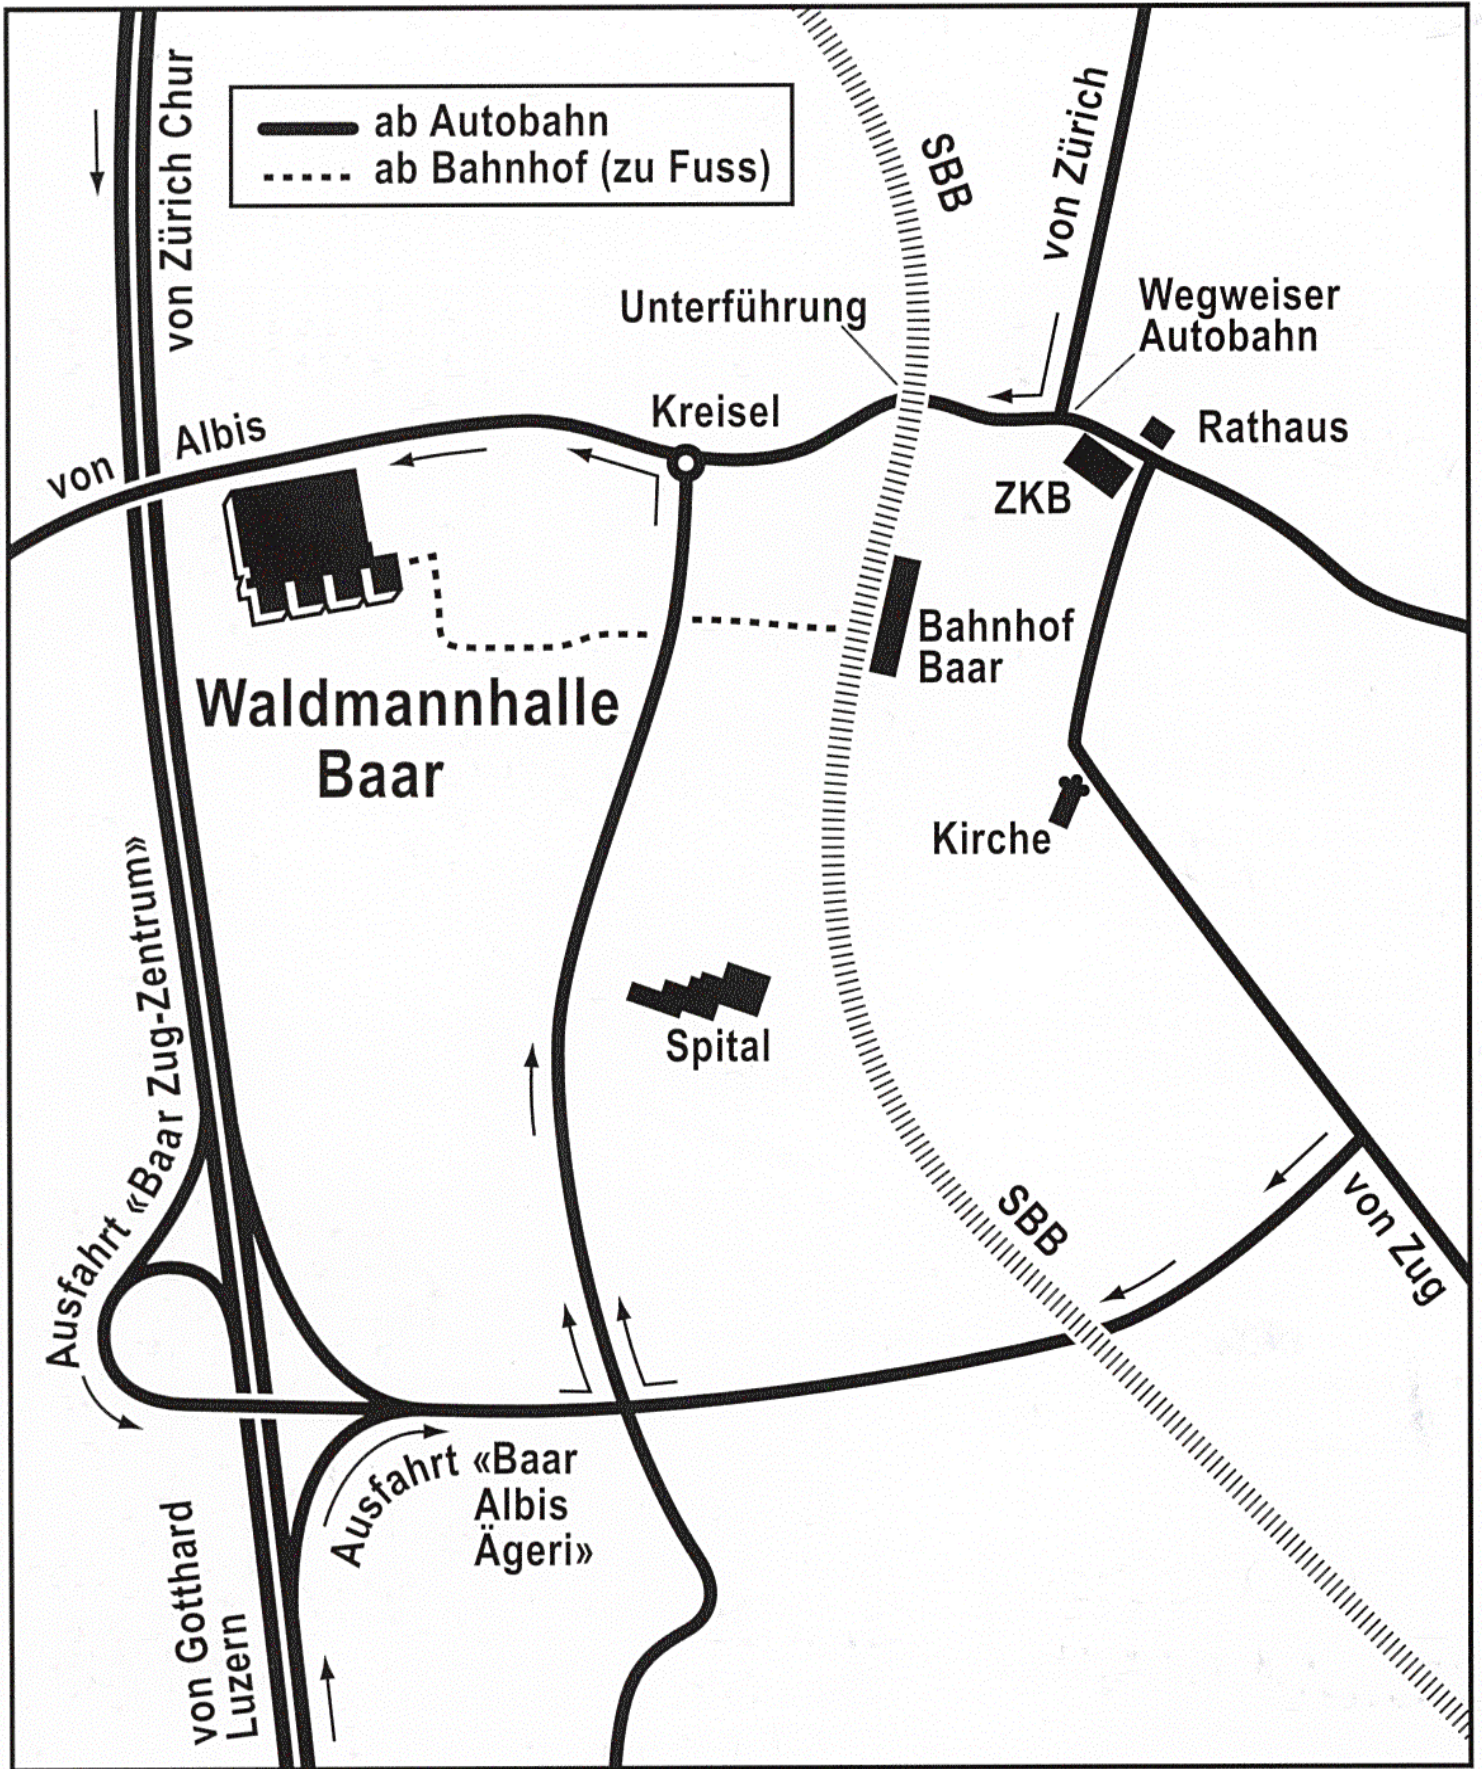 von Zürich Chur
ab Autobahn
ab Bahnhof (zu Fuss)
SBB
von Zürich
Unterführung
Wegweiser
Autobahn
Kreisel
Rathaus
von Albis
ZKB
Bahnhof
Baar
Waldmannhalle
Baar
Kirche
Spital
Ausfahrt «Baar Zug-Zentrum»
SBB
von Zug
Ausfahrt «Baar
Albis
Ägeri»
von Gotthard
Luzern